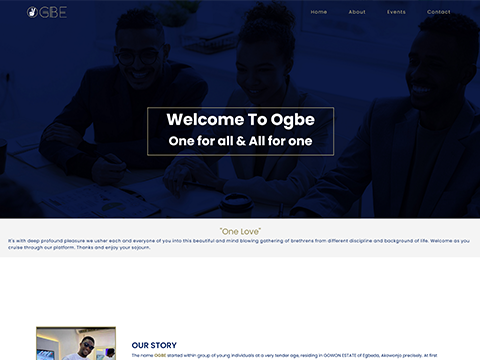 OGBE
Home About Events Contact
Welcome To Ogbe
One for all & All for one
"One Love"
It's with deep profound pleasure we usher each and everyone of you into this beautiful and mind blowing gathering of brethrens from different discipline and background of life. Welcome as you
cruise through our platform. Thanks and enjoy your sojourn.
OUR STORY
The name OGBE started within group of young individuals at a very tender age, residing in GOWON ESTATE of Egbeda, Akowonjo precisely. At first